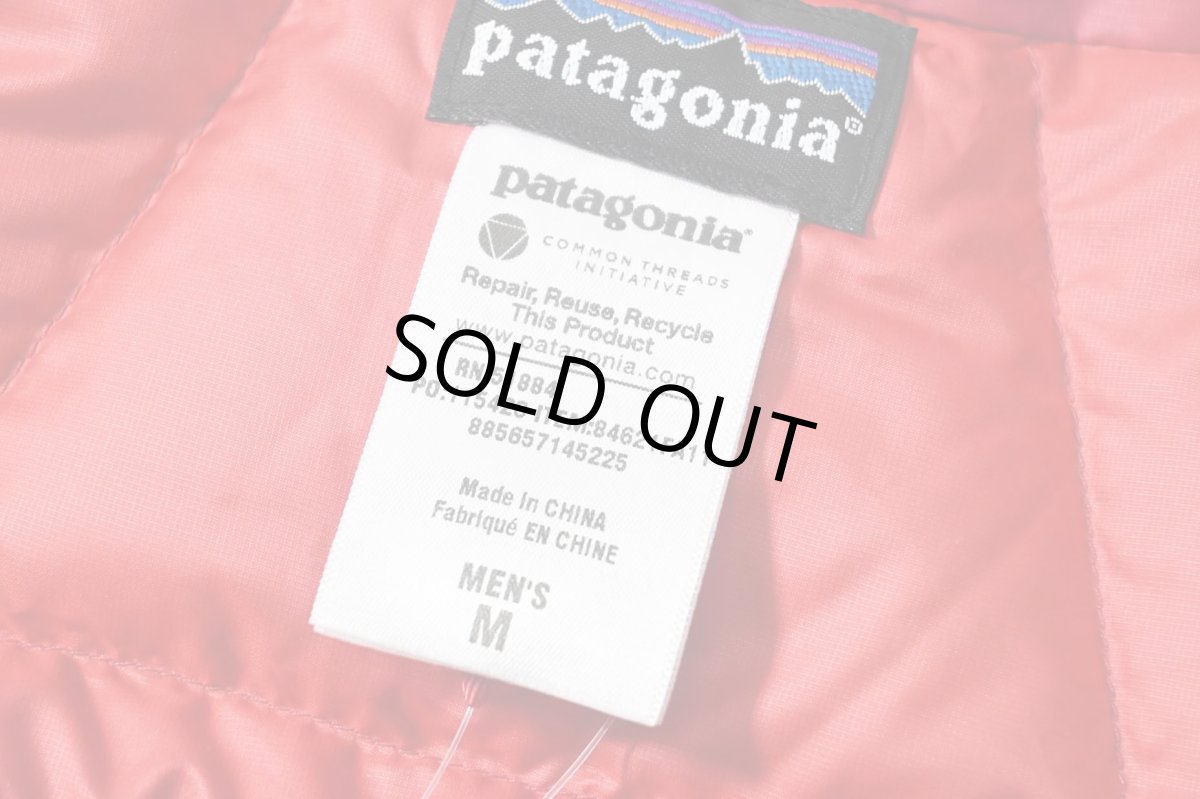 patagonia®
patagonia®
COMMON THREADS
INITIATIVE
Repair, Reuse, Recycle
This Product
www.patagonia.com
SOLD OUT
885657145225
Made In CHINA
Fabriqué EN CHINE
MEN'S
M